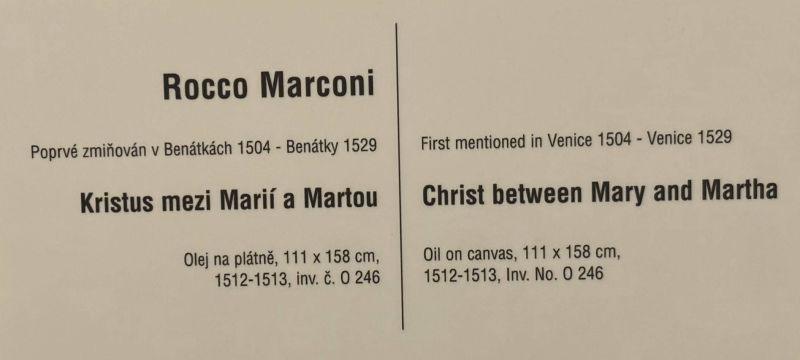 Rocco Marconi
Poprvé zmiňován v Benátkách 1504 - Benátky 1529
Kristus mezi Marií a Martou
Olej na plátně, 111 x 158 cm,
1512-1513, inv. č. O 246
First mentioned in Venice 1504 - Venice 1529
Christ between Mary and Martha
Oil on canvas, 111 x 158 cm,
1512-1513, Inv. No. O 246